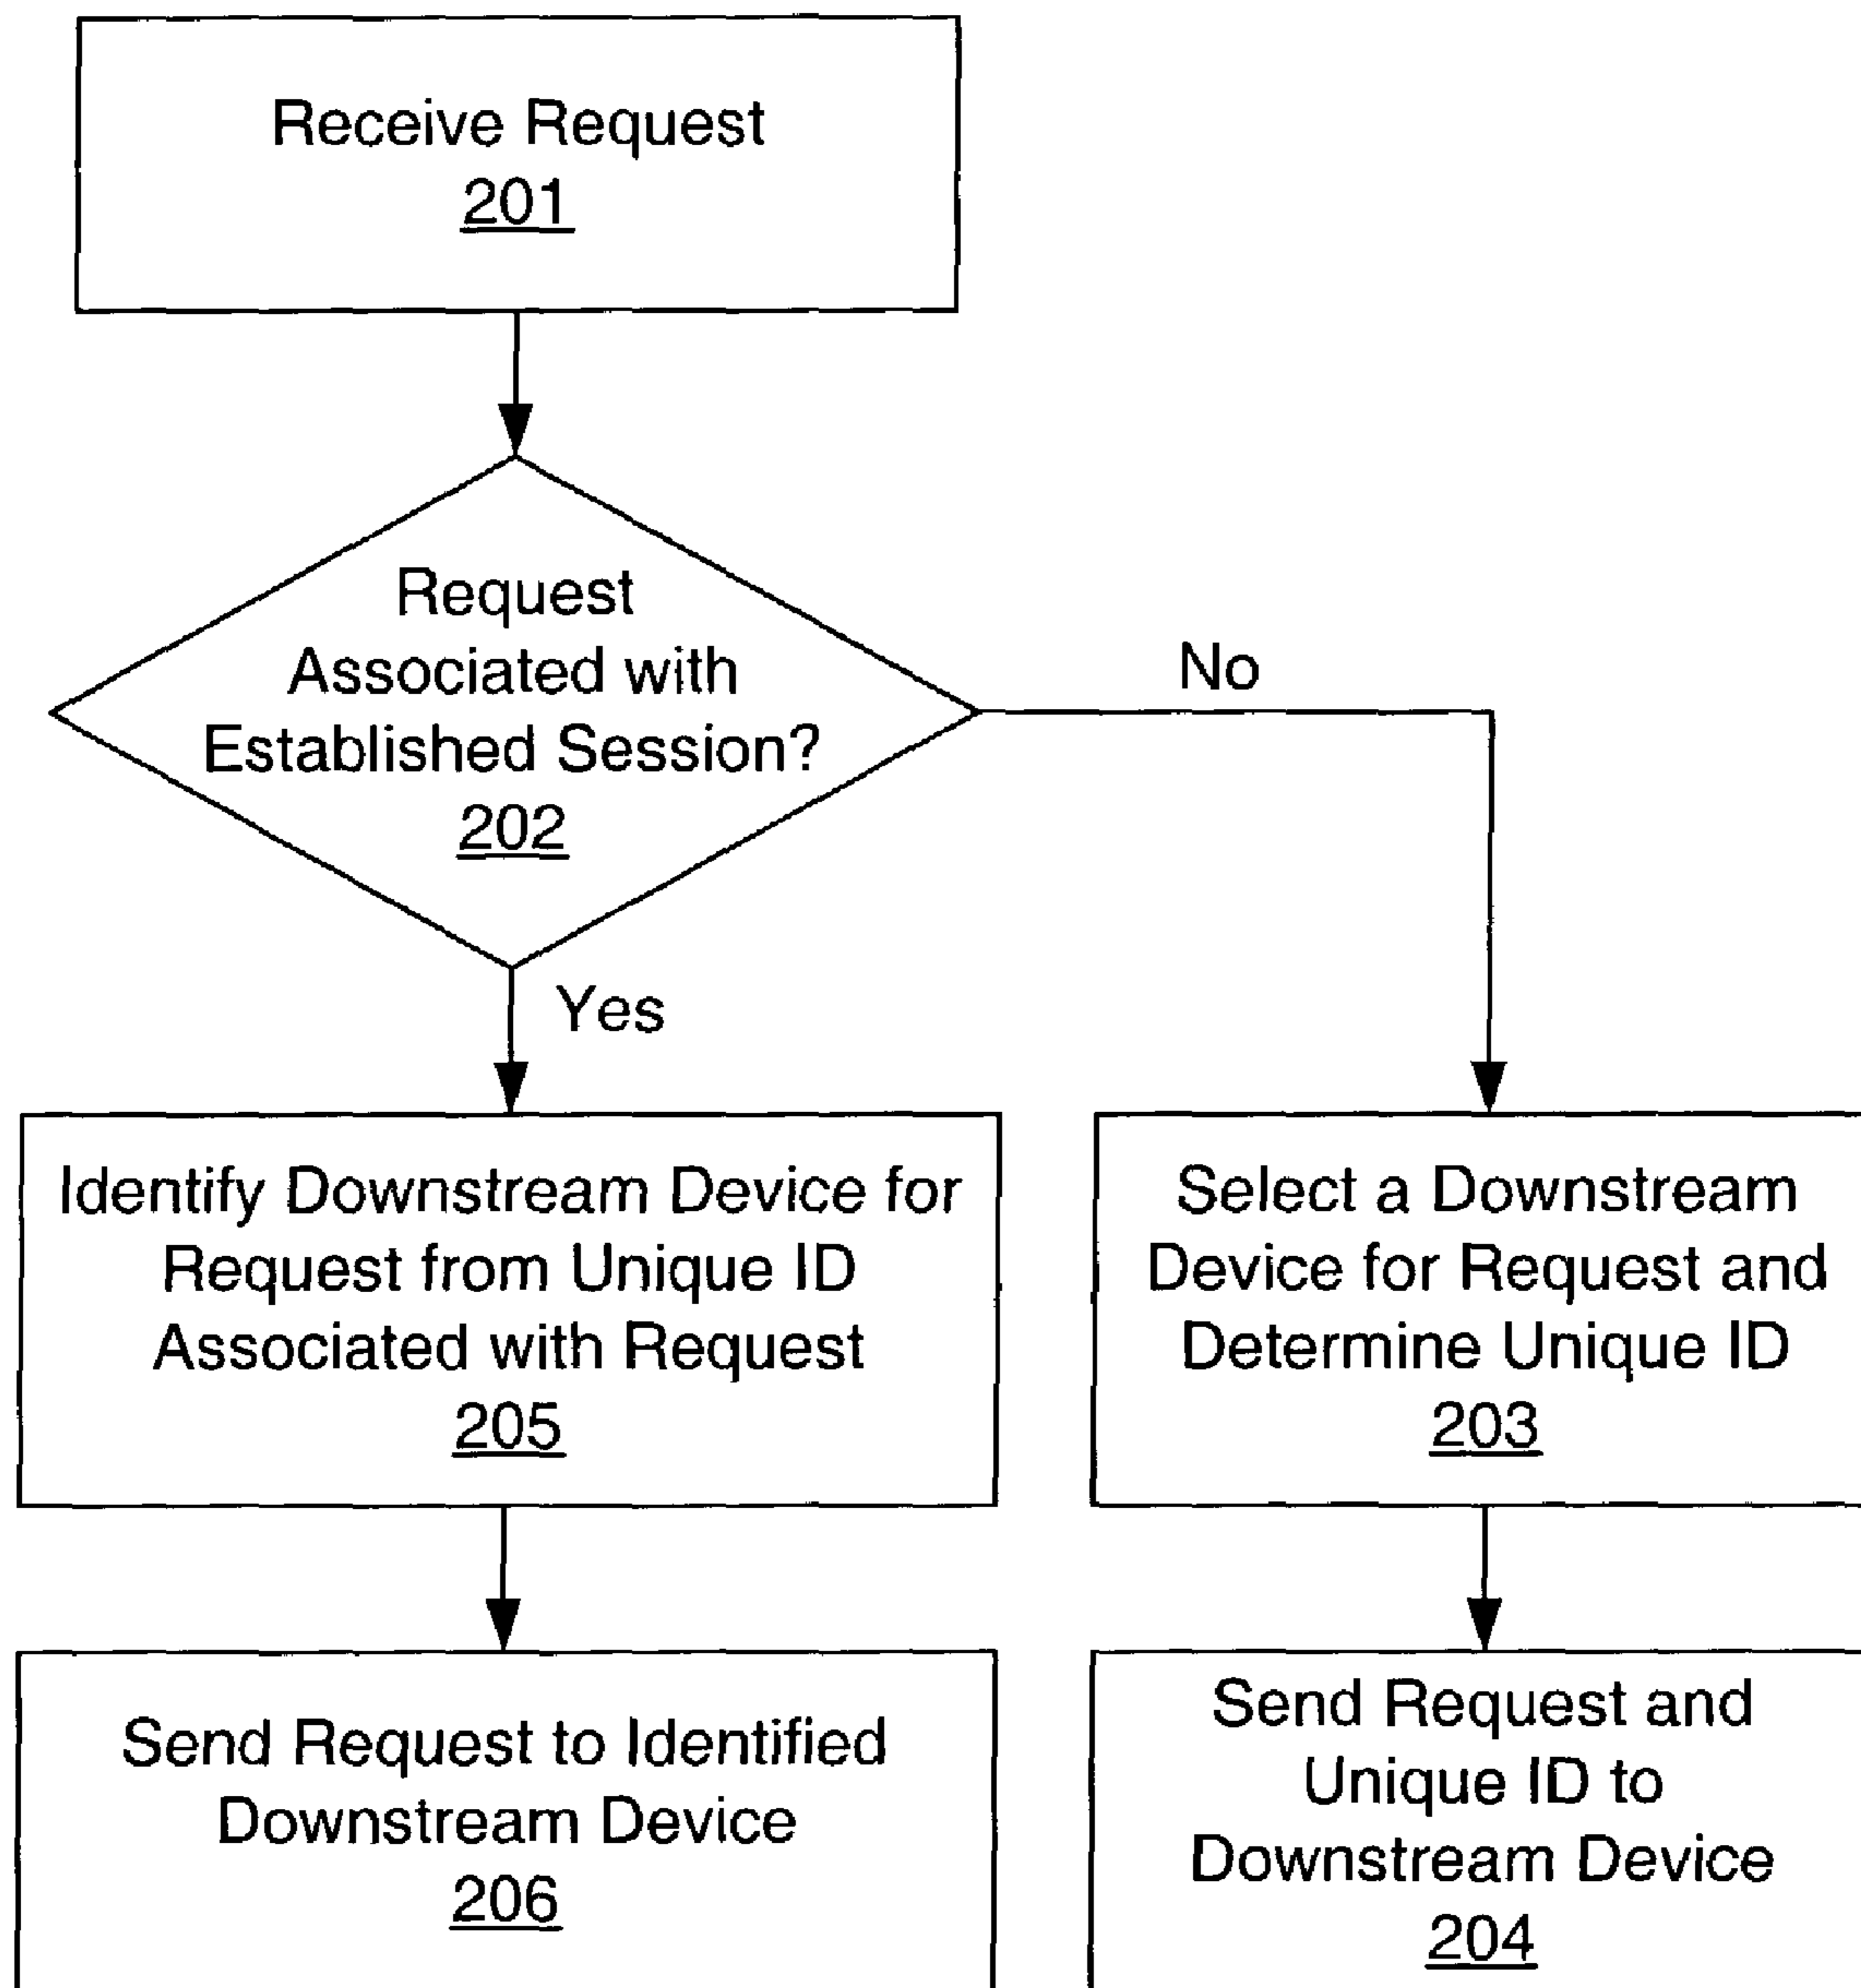 Receive Request
201
Request
Associated with
Established Session?
202
No
Yes
Identify Downstream Device for
Request from Unique ID
Associated with Request
205
Select a Downstream
Device for Request and
Determine Unique ID
203
Send Request to Identified
Downstream Device
206
Send Request and
Unique ID to
Downstream Device
204